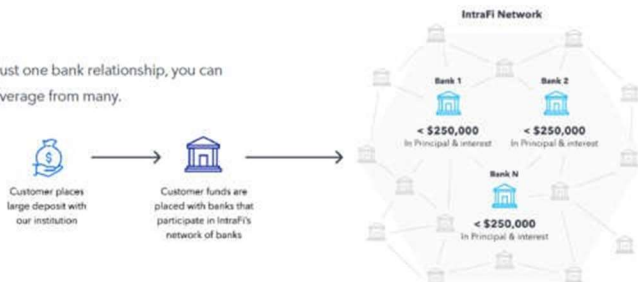 IntraFi Network
ust one bank relationship, you can
verage from many.
Bank 1
Bank 2
< $250,000
In Principal & interest
< $250,000
In Principal & interest
Bank N
< $250,000
In Principal & interest
$
Customer places
large deposit with
our institution
Customer funds are
placed with banks that
participate in IntraFi's
network of banks